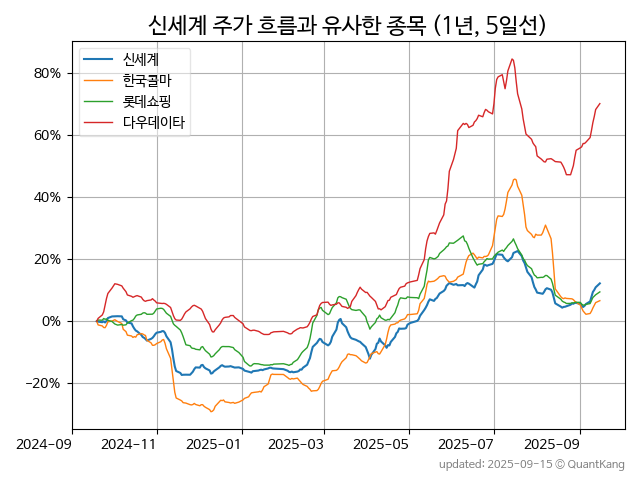 신세계 주가 흐름과 유사한 종목 (1년, 5일선)
신세계
한국콜마
롯데쇼핑
다우데이타
80%
60%
40%
20%
0%
−20%
2024-09 2024-11 2025-01 2025-03 2025-05 2025-07 2025-09
updated: 2025-09-15 © QuantKang